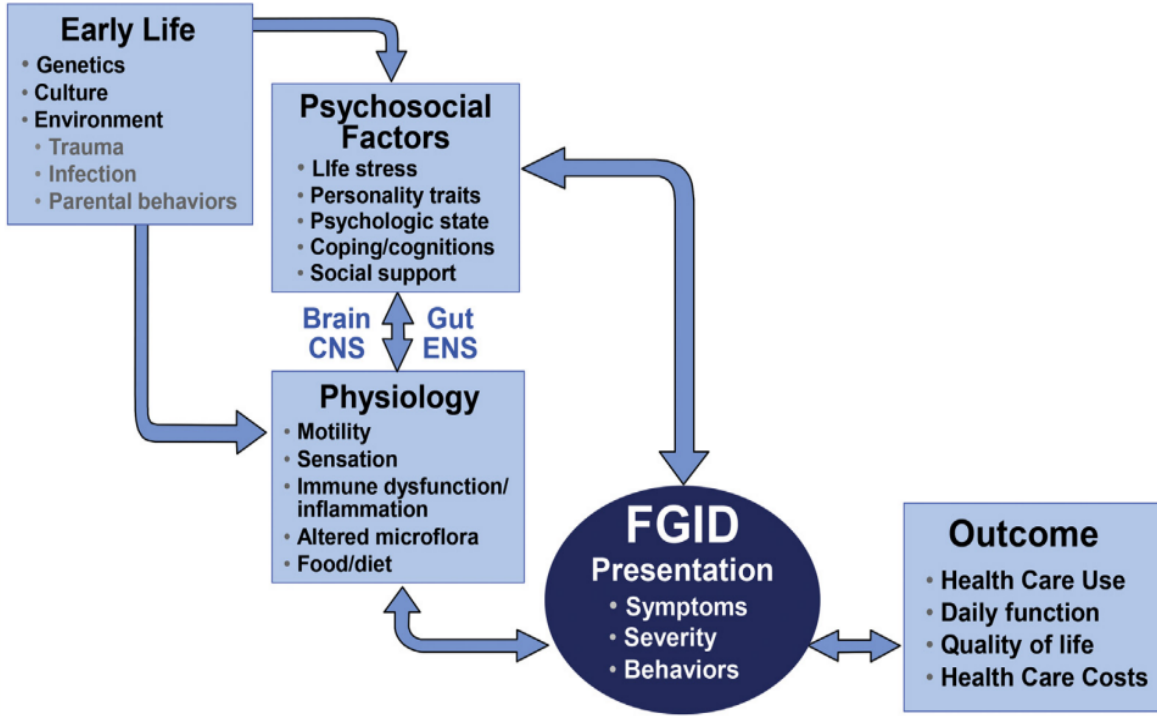 Early Life
• Genetics
• Culture
• Environment
• Trauma
• Infection
• Parental behaviors
Psychosocial
Factors
• LIfe stress
• Personality traits
• Psychologic state
• Coping/cognitions
• Social support
Brain Gut
CNS ENS
Physiology
• Motility
• Sensation
• Immune dysfunction/
inflammation
• Altered microflora
• Food/diet
FGID
Presentation
• Symptoms
• Severity
• Behaviors
Outcome
• Health Care Use
• Daily function
• Quality of life
• Health Care Costs